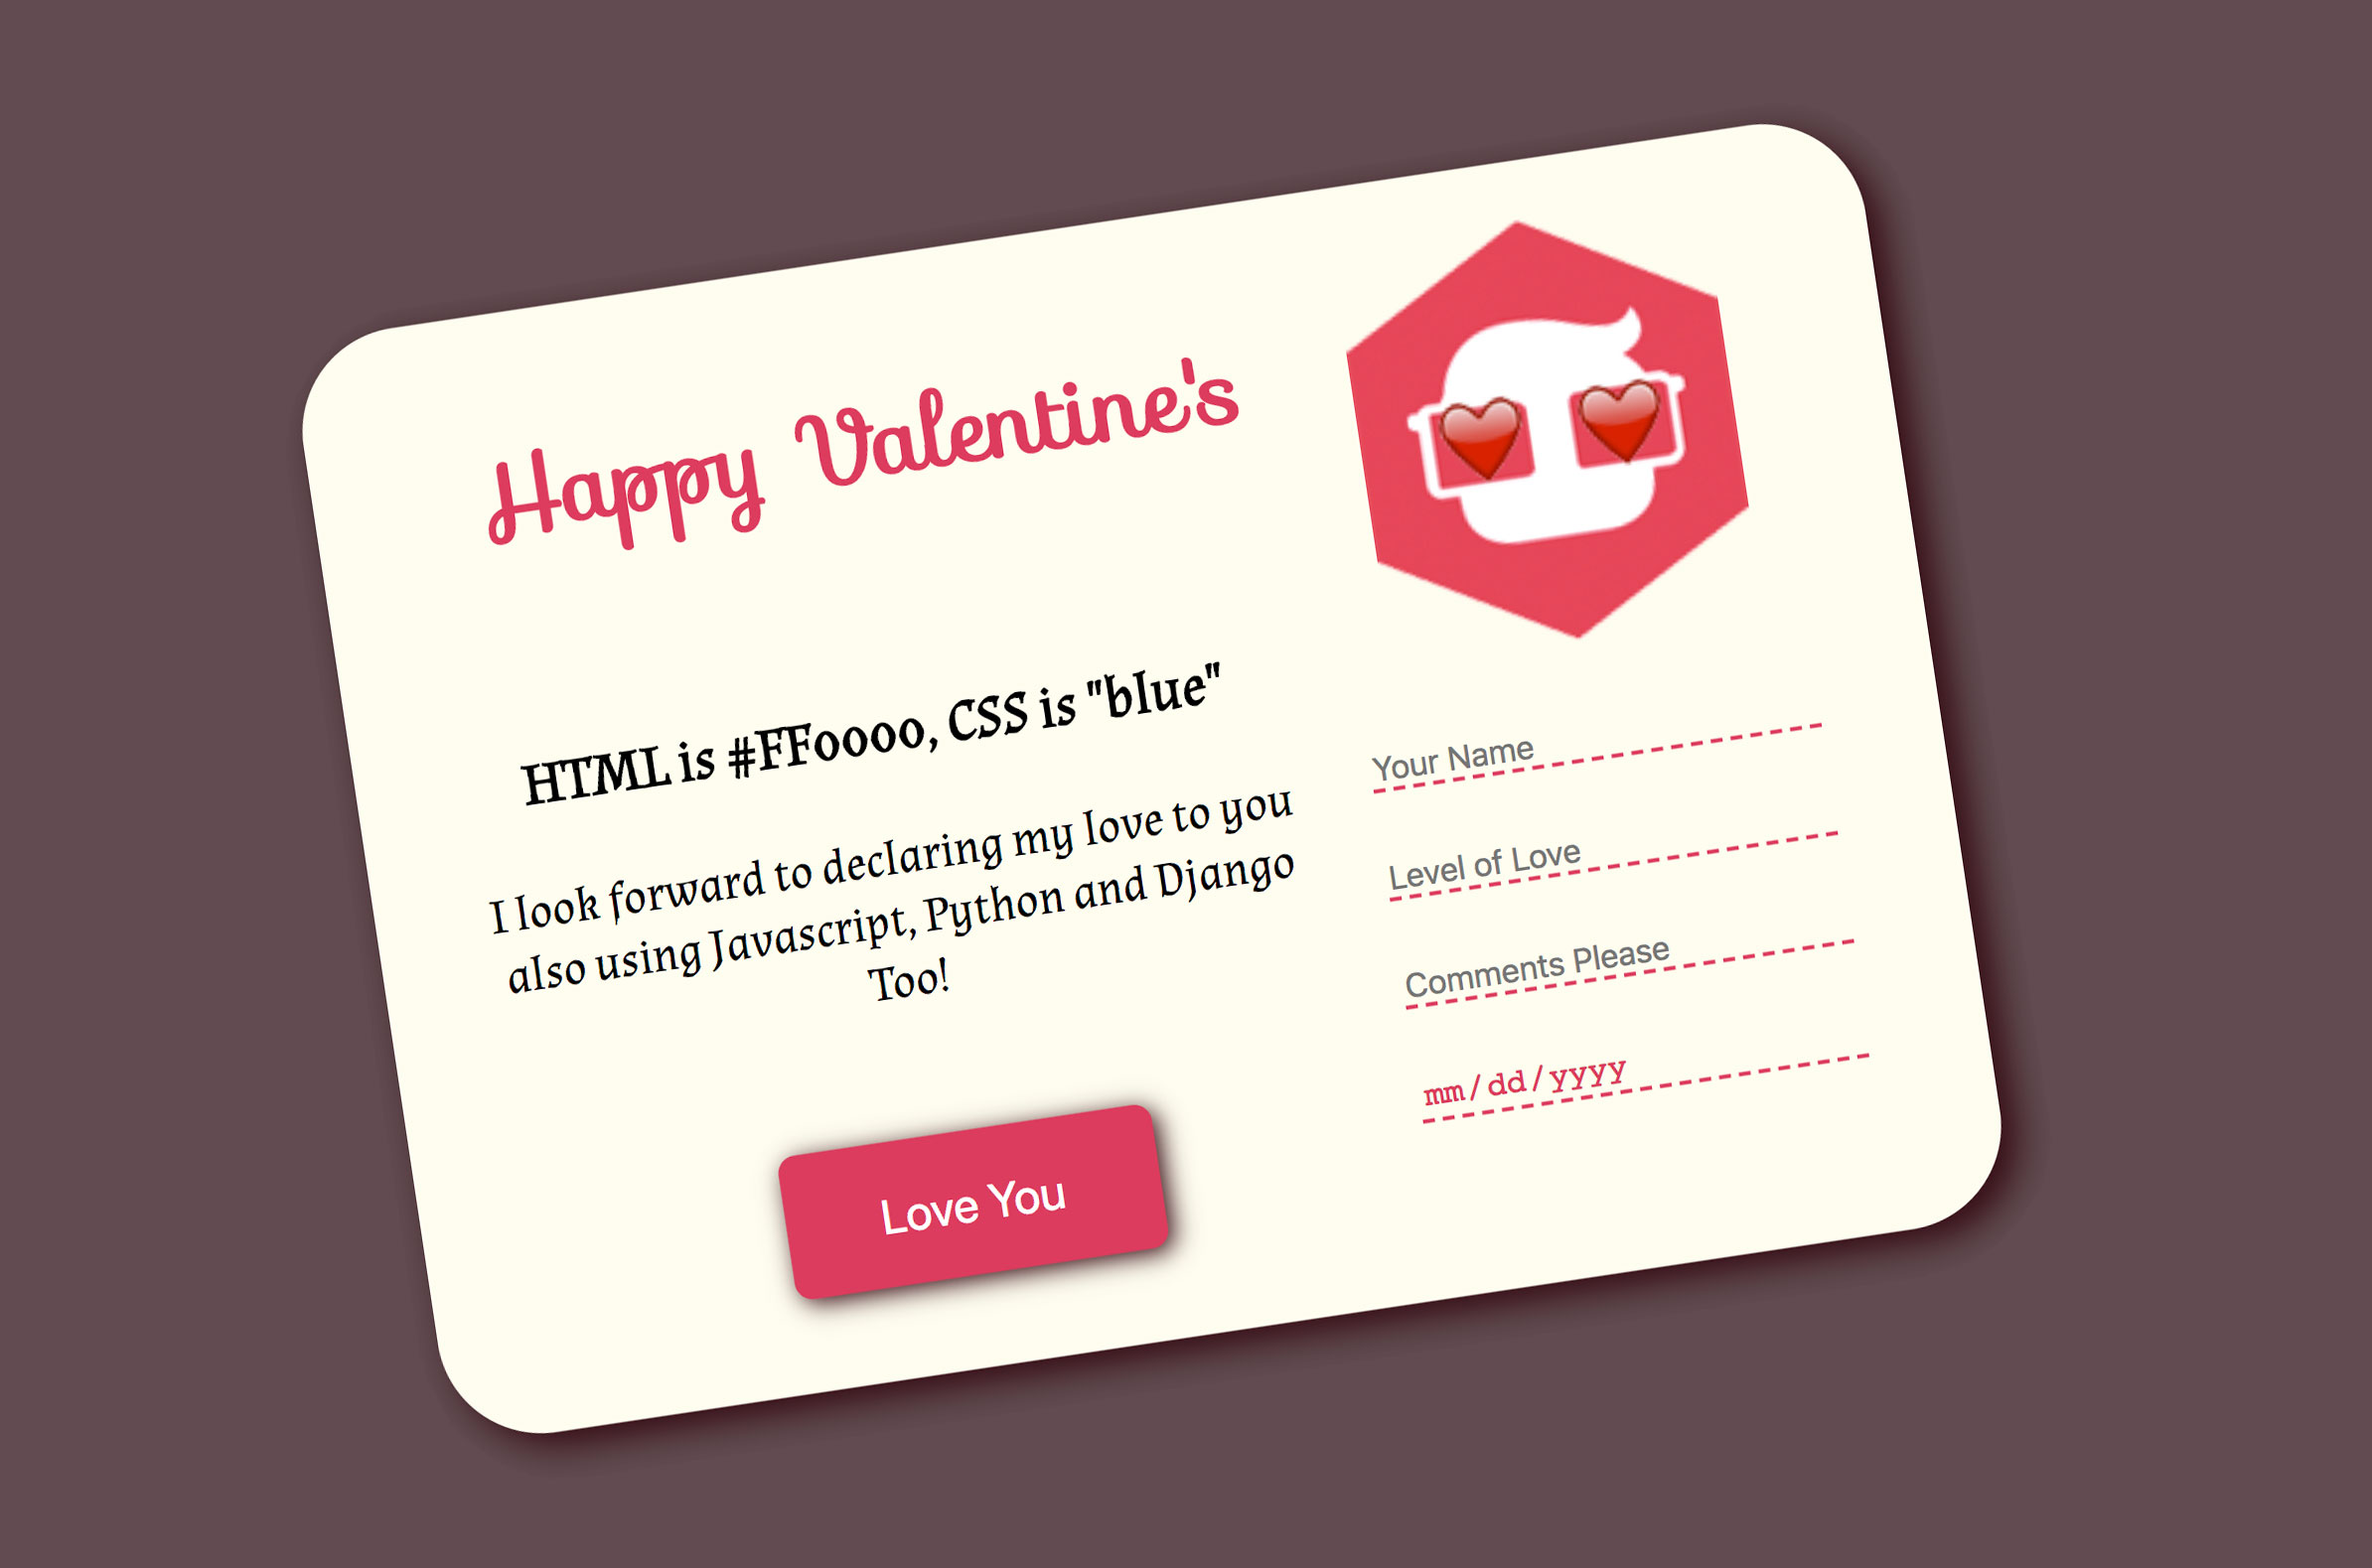 Happy Valentine's
HTML is #FF0000, CSS is "blue"
I look forward to declaring my love to you
also using Javascript, Python and Django
Too!
Love You
Your Name
Level of Love
Comments Please
mm/dd/yyyy